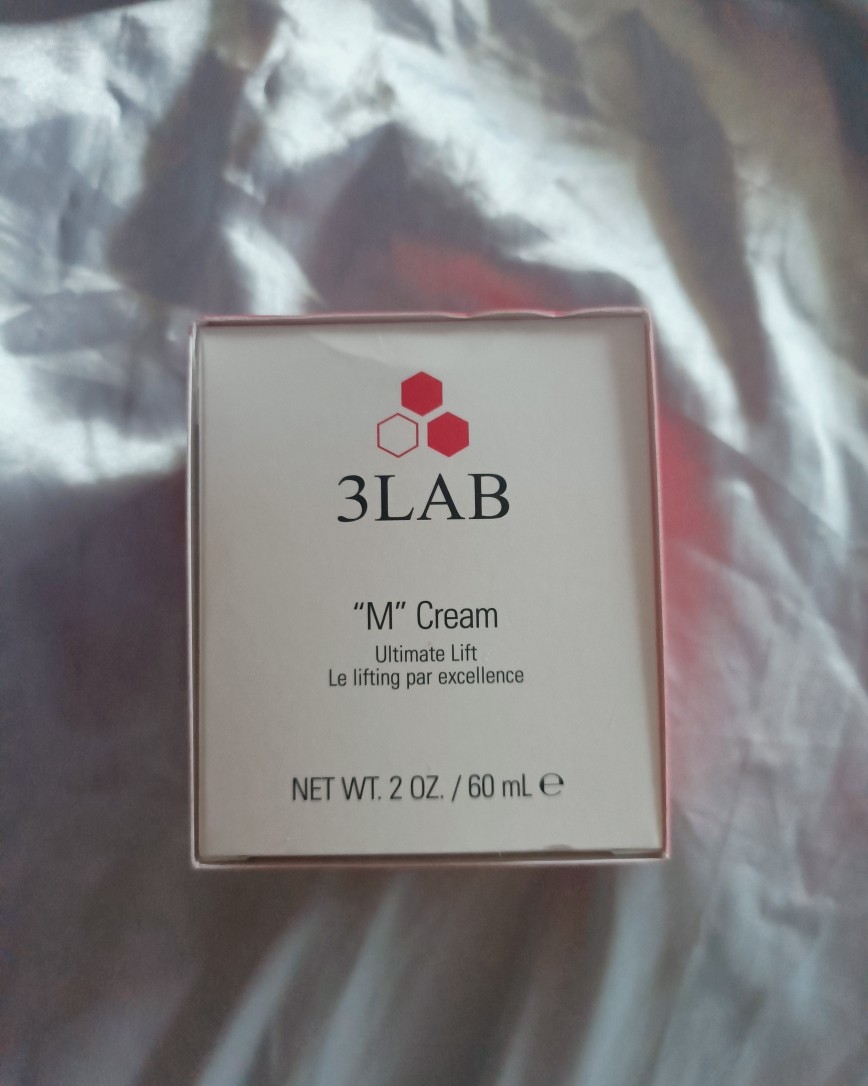 3LAB
“M” Cream
Ultimate Lift
Le lifting par excellence
NET WT. 2 OZ. / 60 mL ℮